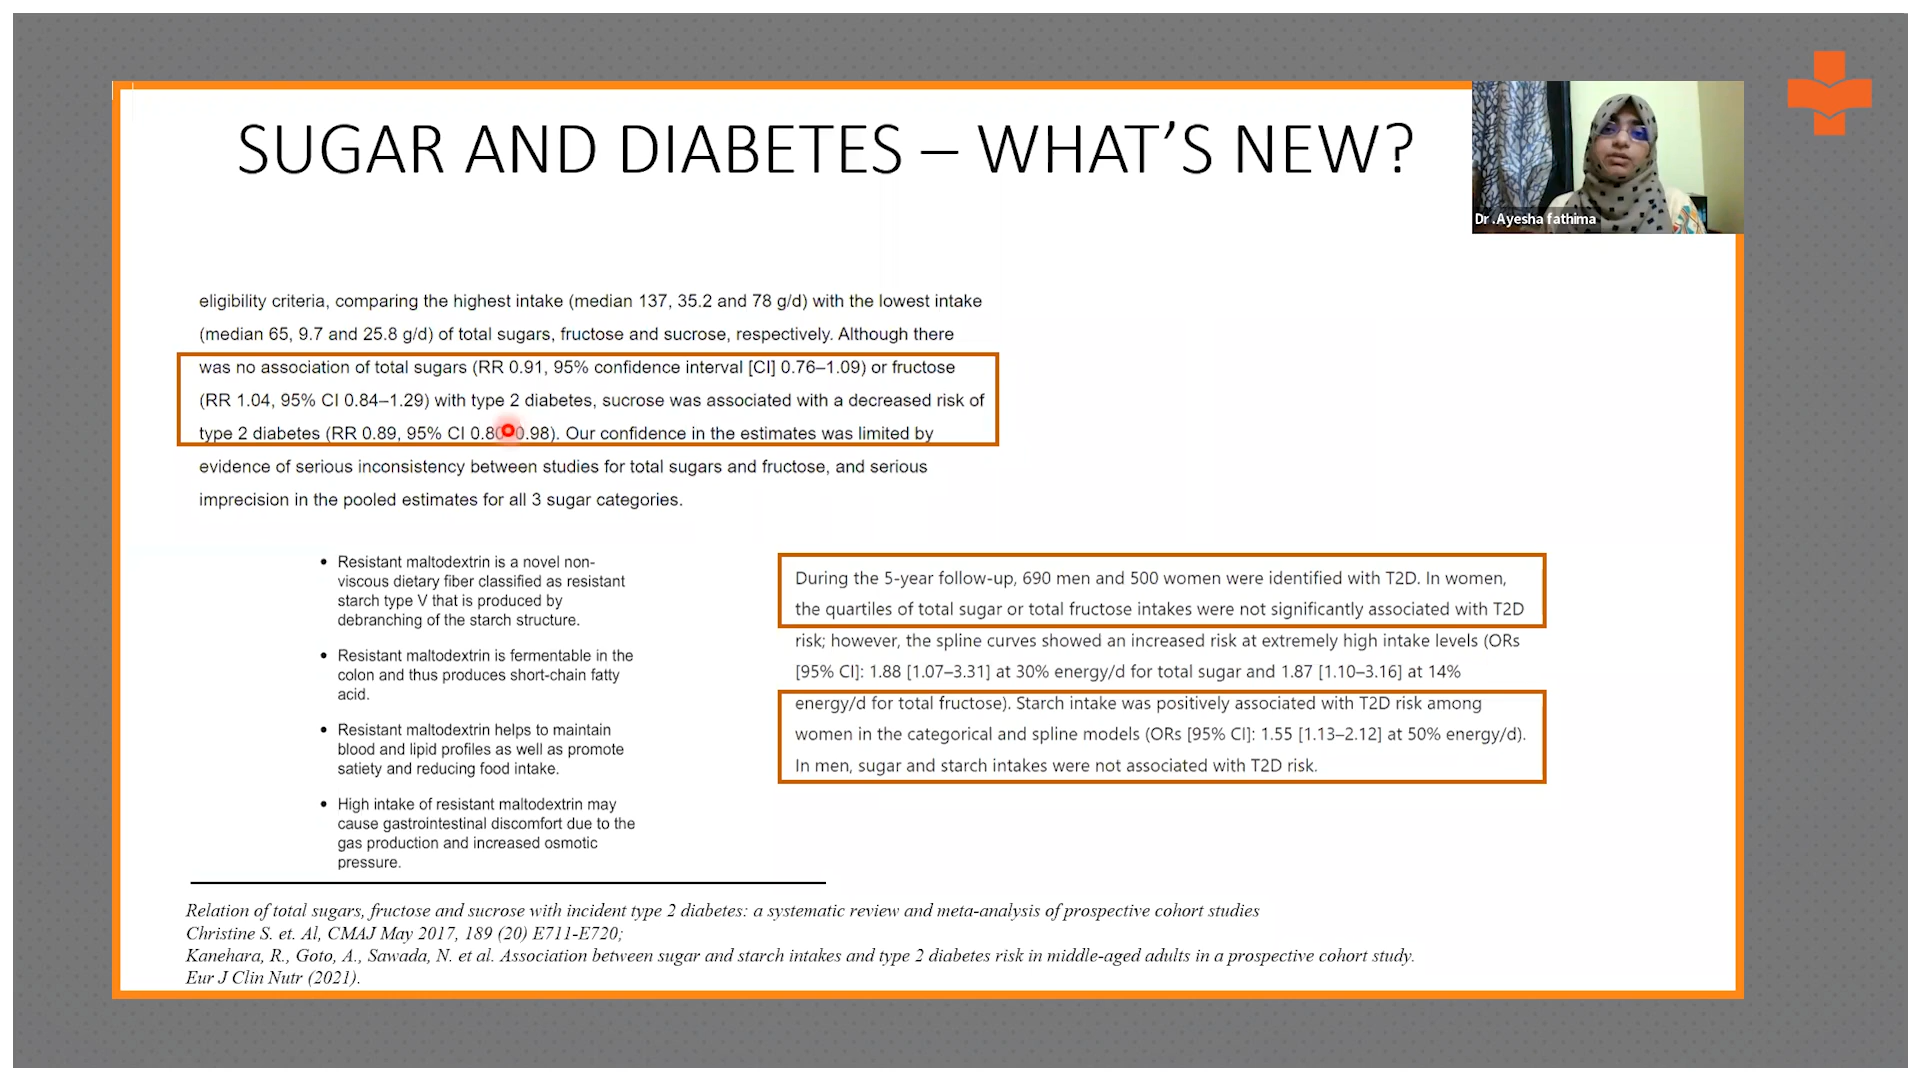 SUGAR AND DIABETES – WHAT'S NEW?
Dr .Ayesha fathima
eligibility criteria, comparing the highest intake (median 137, 35.2 and 78 g/d) with the lowest intake
(median 65, 9.7 and 25.8 g/d) of total sugars, fructose and sucrose, respectively. Although there
was no association of total sugars (RR 0.91, 95% confidence interval [CI] 0.76–1.09) or fructose
(RR 1.04, 95% CI 0.84–1.29) with type 2 diabetes, sucrose was associated with a decreased risk of
type 2 diabetes (RR 0.89, 95% CI 0.80–0.98). Our confidence in the estimates was limited by
evidence of serious inconsistency between studies for total sugars and fructose, and serious
imprecision in the pooled estimates for all 3 sugar categories.
• Resistant maltodextrin is a novel non-
viscous dietary fiber classified as resistant
starch type V that is produced by
debranching of the starch structure.
• Resistant maltodextrin is fermentable in the
colon and thus produces short-chain fatty
acid.
• Resistant maltodextrin helps to maintain
blood and lipid profiles as well as promote
satiety and reducing food intake.
• High intake of resistant maltodextrin may
cause gastrointestinal discomfort due to the
gas production and increased osmotic
pressure.
During the 5-year follow-up, 690 men and 500 women were identified with T2D. In women,
the quartiles of total sugar or total fructose intakes were not significantly associated with T2D
risk; however, the spline curves showed an increased risk at extremely high intake levels (ORs
[95% CI]: 1.88 [1.07–3.31] at 30% energy/d for total sugar and 1.87 [1.10–3.16] at 14%
energy/d for total fructose). Starch intake was positively associated with T2D risk among
women in the categorical and spline models (ORs [95% CI]: 1.55 [1.13–2.12] at 50% energy/d).
In men, sugar and starch intakes were not associated with T2D risk.
Relation of total sugars, fructose and sucrose with incident type 2 diabetes: a systematic review and meta-analysis of prospective cohort studies
Christine S. et. Al, CMAJ May 2017, 189 (20) E711-E720;
Kanehara, R., Goto, A., Sawada, N. et al. Association between sugar and starch intakes and type 2 diabetes risk in middle-aged adults in a prospective cohort study.
Eur J Clin Nutr (2021).